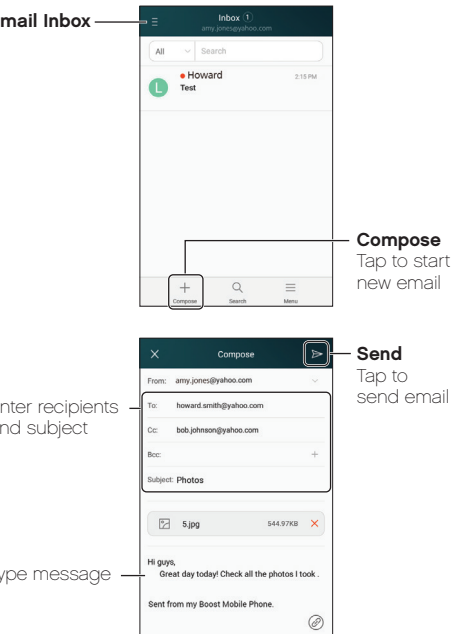 mail Inbox
Inbox 1
amy.jones@yahoo.com
All Search
Howard 2:15 PM
L
Test
Compose
Tap to start
new email
Compose Search Menu
Compose
Send
Tap to
send email
From: amy.jones@yahoo.com
nter recipients
nd subject
To: howard.smith@yahoo.com
Cc: bob.johnson@yahoo.com
Bcc:
Subject: Photos
5.jpg 544.97KB
ype message
Hi guys,
Great day today! Check all the photos I took .
Sent from my Boost Mobile Phone.